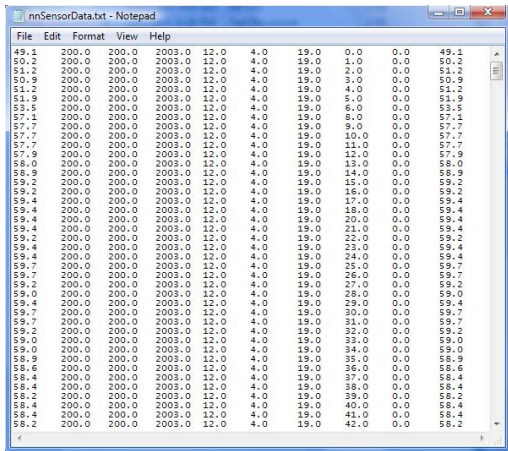 nnSensorData.txt - Notepad
File Edit Format View Help
49.1 200.0 200.0 2003.0 12.0 4.0 19.0 0.0 0.0 49.1
50.2 200.0 200.0 2003.0 12.0 4.0 19.0 1.0 0.0 50.2
51.2 200.0 200.0 2003.0 12.0 4.0 19.0 2.0 0.0 51.2
50.9 200.0 200.0 2003.0 12.0 4.0 19.0 3.0 0.0 50.9
51.2 200.0 200.0 2003.0 12.0 4.0 19.0 4.0 0.0 51.2
51.9 200.0 200.0 2003.0 12.0 4.0 19.0 5.0 0.0 51.9
53.5 200.0 200.0 2003.0 12.0 4.0 19.0 6.0 0.0 53.5
57.1 200.0 200.0 2003.0 12.0 4.0 19.0 8.0 0.0 57.1
57.7 200.0 200.0 2003.0 12.0 4.0 19.0 9.0 0.0 57.7
57.7 200.0 200.0 2003.0 12.0 4.0 19.0 10.0 0.0 57.7
57.7 200.0 200.0 2003.0 12.0 4.0 19.0 11.0 0.0 57.7
57.9 200.0 200.0 2003.0 12.0 4.0 19.0 12.0 0.0 57.9
58.0 200.0 200.0 2003.0 12.0 4.0 19.0 13.0 0.0 58.0
58.9 200.0 200.0 2003.0 12.0 4.0 19.0 14.0 0.0 58.9
59.2 200.0 200.0 2003.0 12.0 4.0 19.0 15.0 0.0 59.2
59.2 200.0 200.0 2003.0 12.0 4.0 19.0 16.0 0.0 59.2
59.4 200.0 200.0 2003.0 12.0 4.0 19.0 17.0 0.0 59.4
59.4 200.0 200.0 2003.0 12.0 4.0 19.0 18.0 0.0 59.4
59.4 200.0 200.0 2003.0 12.0 4.0 19.0 20.0 0.0 59.4
59.4 200.0 200.0 2003.0 12.0 4.0 19.0 21.0 0.0 59.4
59.2 200.0 200.0 2003.0 12.0 4.0 19.0 22.0 0.0 59.2
59.4 200.0 200.0 2003.0 12.0 4.0 19.0 23.0 0.0 59.4
59.4 200.0 200.0 2003.0 12.0 4.0 19.0 24.0 0.0 59.4
59.7 200.0 200.0 2003.0 12.0 4.0 19.0 25.0 0.0 59.7
59.7 200.0 200.0 2003.0 12.0 4.0 19.0 26.0 0.0 59.7
59.2 200.0 200.0 2003.0 12.0 4.0 19.0 27.0 0.0 59.2
59.0 200.0 200.0 2003.0 12.0 4.0 19.0 28.0 0.0 59.0
59.4 200.0 200.0 2003.0 12.0 4.0 19.0 29.0 0.0 59.4
59.7 200.0 200.0 2003.0 12.0 4.0 19.0 30.0 0.0 59.7
59.7 200.0 200.0 2003.0 12.0 4.0 19.0 31.0 0.0 59.7
59.2 200.0 200.0 2003.0 12.0 4.0 19.0 32.0 0.0 59.2
59.0 200.0 200.0 2003.0 12.0 4.0 19.0 33.0 0.0 59.0
59.0 200.0 200.0 2003.0 12.0 4.0 19.0 34.0 0.0 59.0
58.9 200.0 200.0 2003.0 12.0 4.0 19.0 35.0 0.0 58.9
58.6 200.0 200.0 2003.0 12.0 4.0 19.0 36.0 0.0 58.6
58.4 200.0 200.0 2003.0 12.0 4.0 19.0 37.0 0.0 58.4
58.4 200.0 200.0 2003.0 12.0 4.0 19.0 38.0 0.0 58.4
58.2 200.0 200.0 2003.0 12.0 4.0 19.0 39.0 0.0 58.2
58.4 200.0 200.0 2003.0 12.0 4.0 19.0 40.0 0.0 58.4
58.4 200.0 200.0 2003.0 12.0 4.0 19.0 41.0 0.0 58.4
58.2 200.0 200.0 2003.0 12.0 4.0 19.0 42.0 0.0 58.2